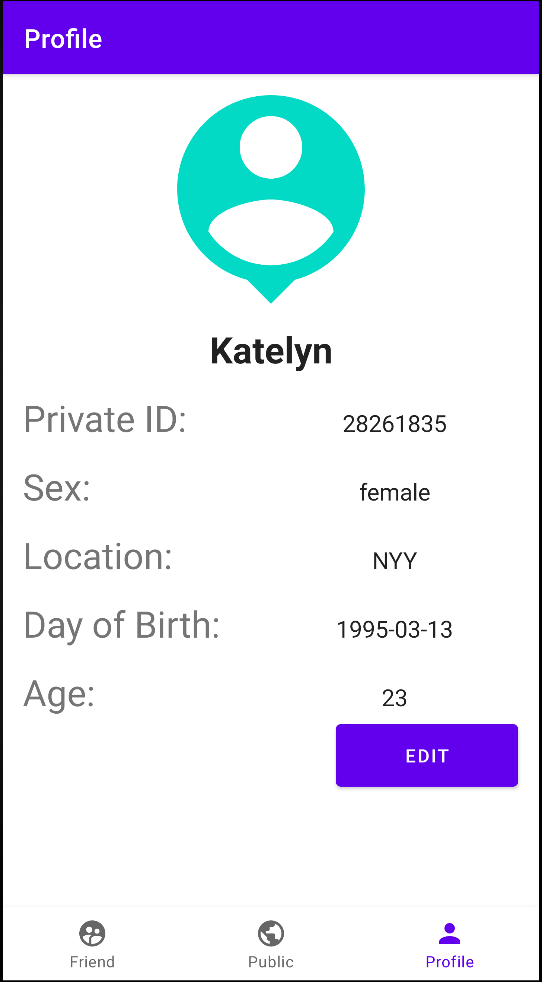 Profile
Katelyn
Private ID: 28261835
Sex: female
Location: NYY
Day of Birth: 1995-03-13
Age: 23
EDIT
Friend Public Profile